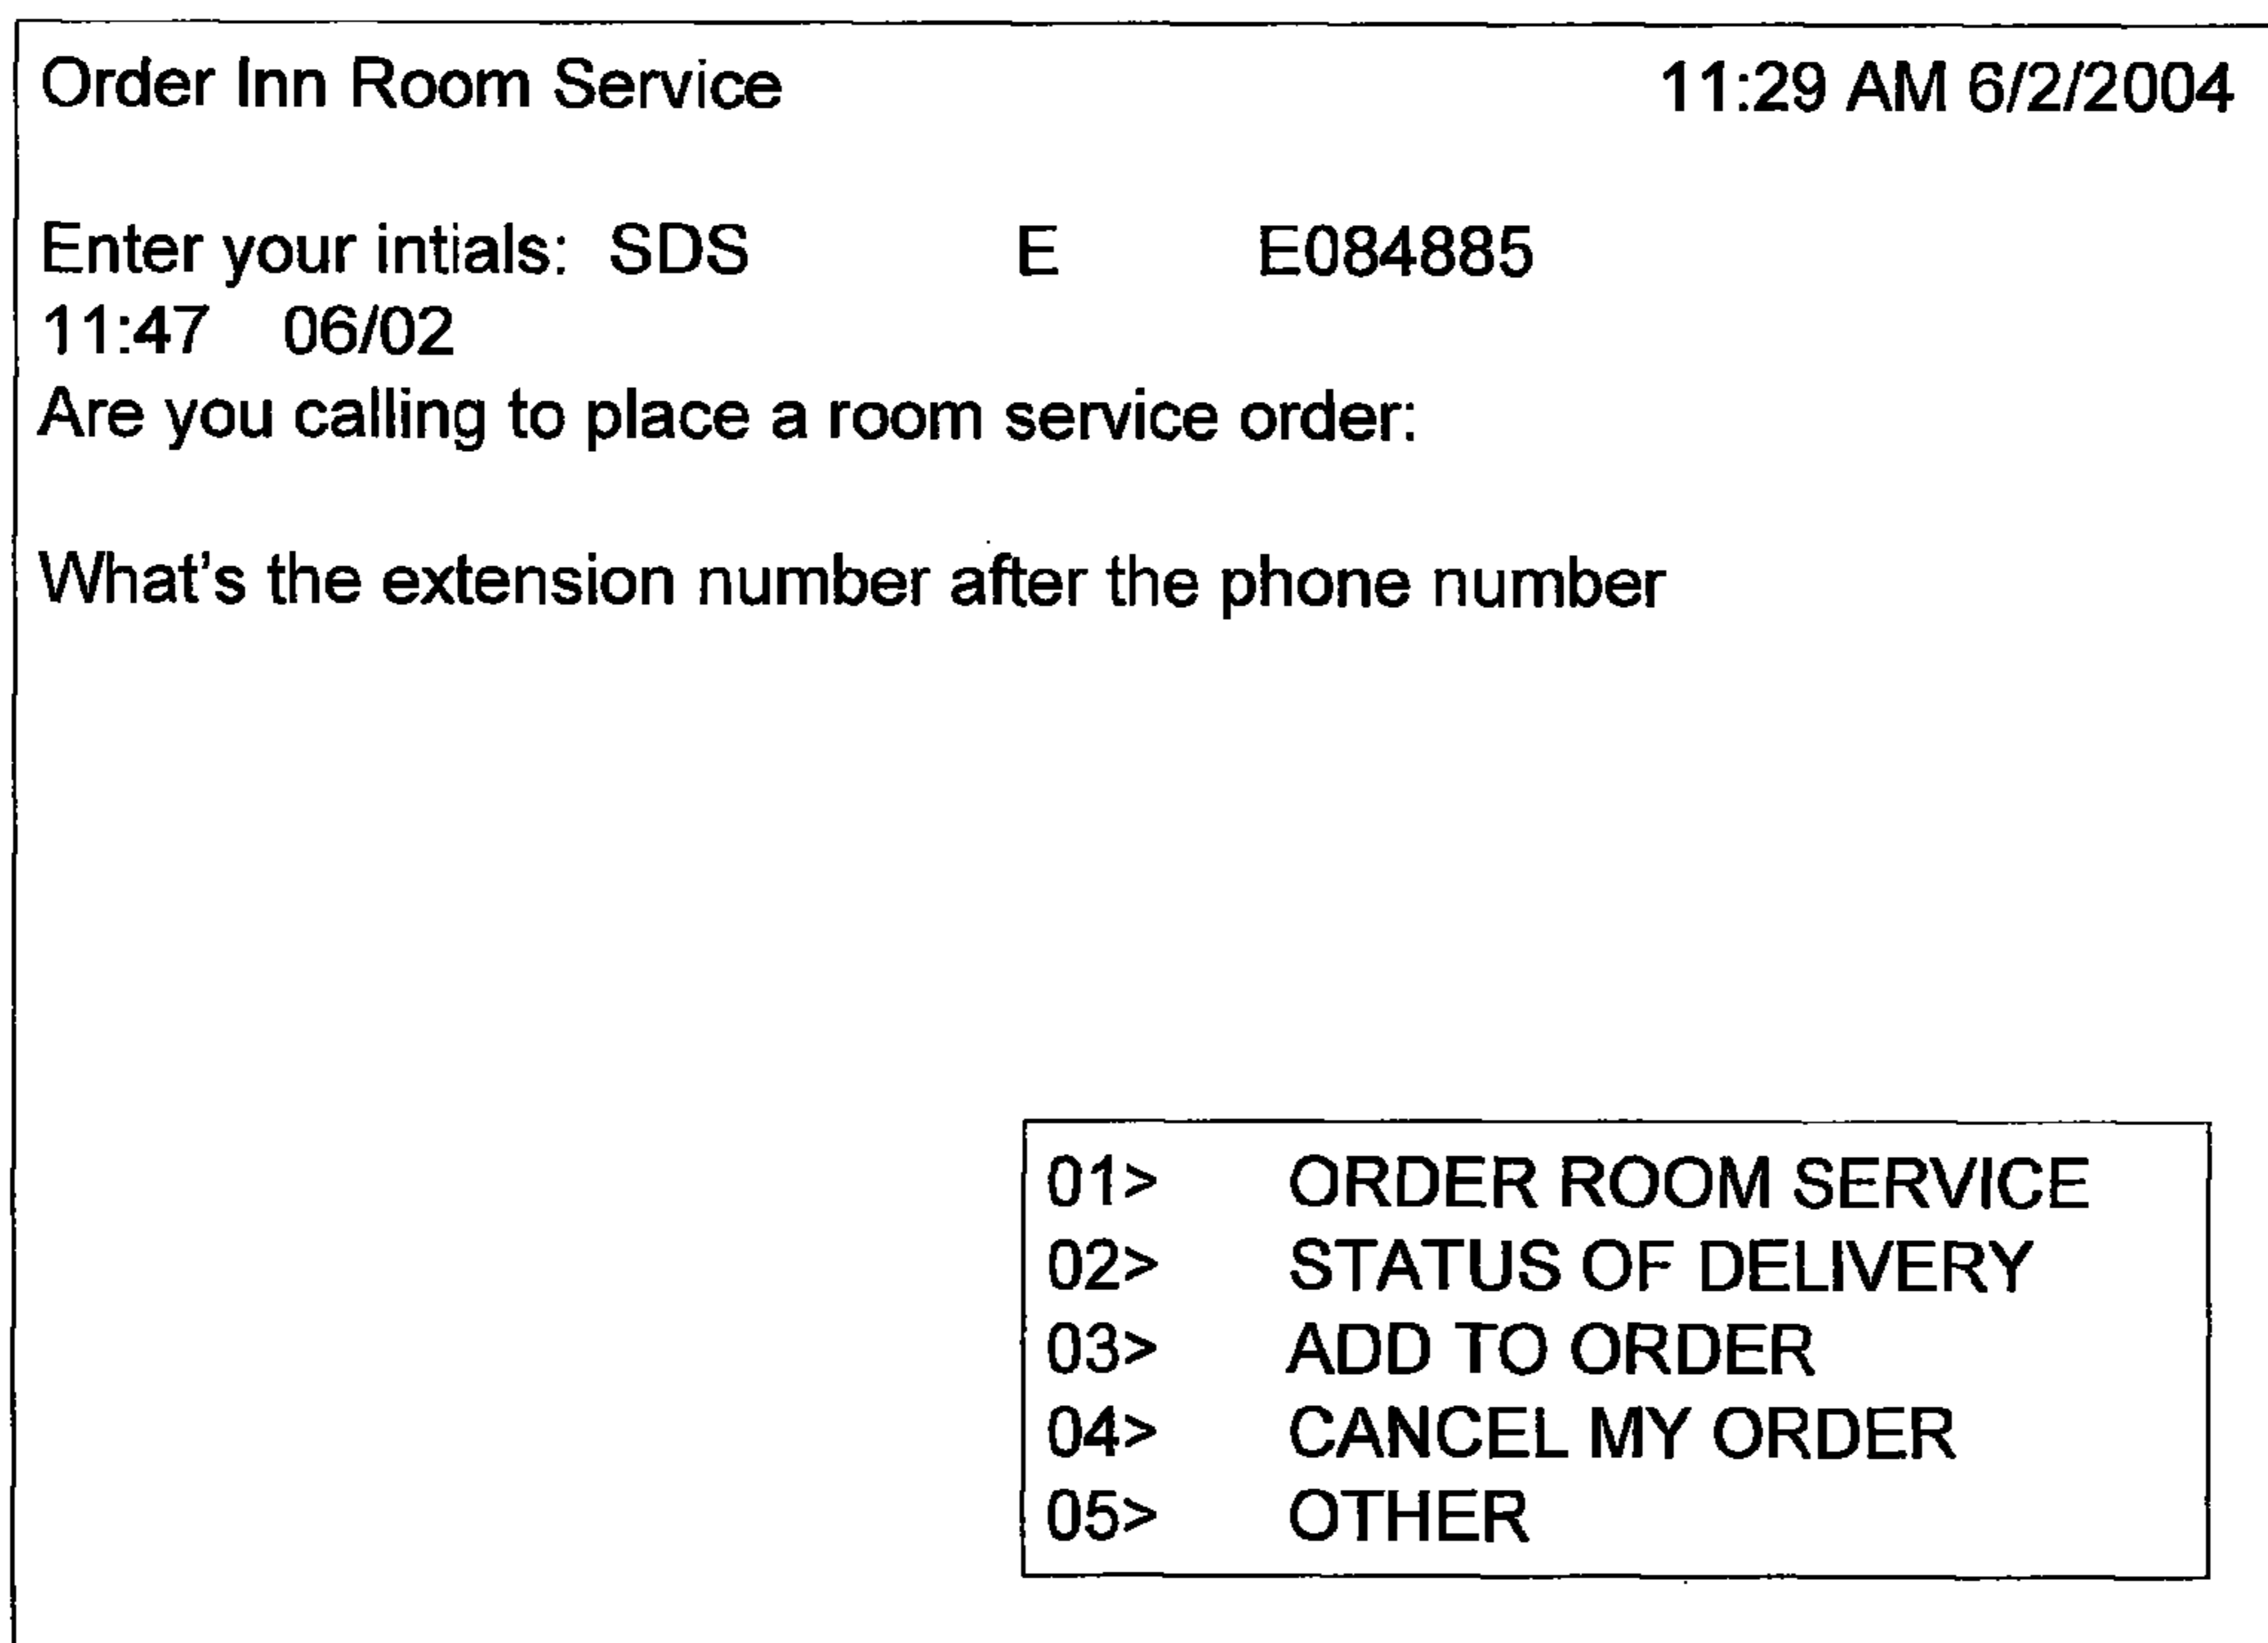 Order Inn Room Service 11:29 AM 6/2/2004
Enter your intials: SDS E E084885
11:47 06/02
Are you calling to place a room service order:
What's the extension number after the phone number
01> ORDER ROOM SERVICE
02> STATUS OF DELIVERY
03> ADD TO ORDER
04> CANCEL MY ORDER
05> OTHER